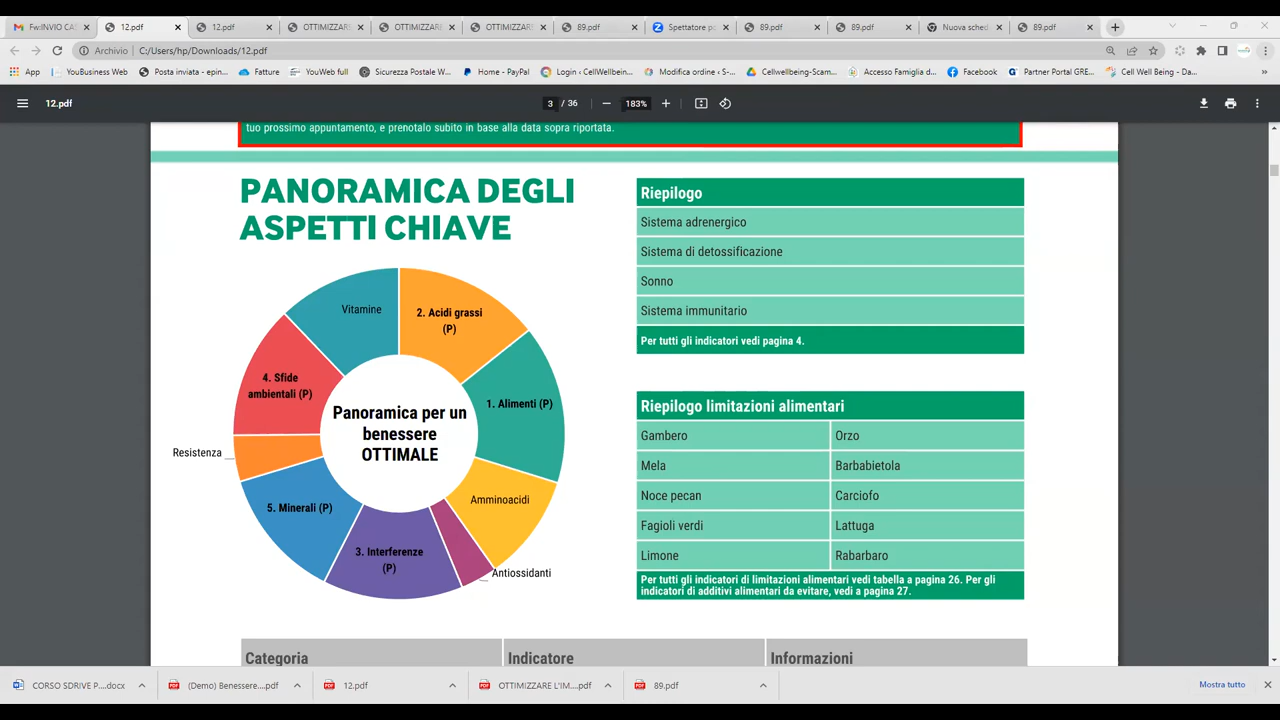 Fw:INVIO CAS
12.pdf
12.pdf
OTTIMIZZARE
OTTIMIZZARE
OTTIMIZZARE
89.pdf
Spettatore po
89.pdf
89.pdf
Nuova sched
89.pdf
Archivio | C:/Users/hp/Downloads/12.pdf
App
YouBusiness Web
Posta inviata - epin...
Fatture
YouWeb full
Sicurezza Postale W...
Home - PayPal
Login ‹ CellWellbein...
Modifica ordine ‹ S-...
Cellwellbeing-Scam...
Accesso Famiglia d...
Facebook
Partner Portal GRE...
Cell Well Being - Da...
»
12.pdf
3 / 36
183%
tuo prossimo appuntamento, e prenotalo subito in base alla data sopra riportata.
PANORAMICA DEGLI
ASPETTI CHIAVE
Vitamine
2. Acidi grassi
(P)
1. Alimenti (P)
Amminoacidi
Antiossidanti
3. Interferenze
(P)
5. Minerali (P)
Resistenza
4. Sfide
ambientali (P)
Panoramica per un
benessere
OTTIMALE
Riepilogo
Sistema adrenergico
Sistema di detossificazione
Sonno
Sistema immunitario
Per tutti gli indicatori vedi pagina 4.
Riepilogo limitazioni alimentari
Gambero Orzo
Mela Barbabietola
Noce pecan Carciofo
Fagioli verdi Lattuga
Limone Rabarbaro
Per tutti gli indicatori di limitazioni alimentari vedi tabella a pagina 26. Per gli
indicatori di additivi alimentari da evitare, vedi a pagina 27.
Categoria Indicatore Informazioni
CORSO SDRIVE P....docx
(Demo) Benesser....pdf
12.pdf
OTTIMIZZARE L'IM....pdf
89.pdf
Mostra tutto